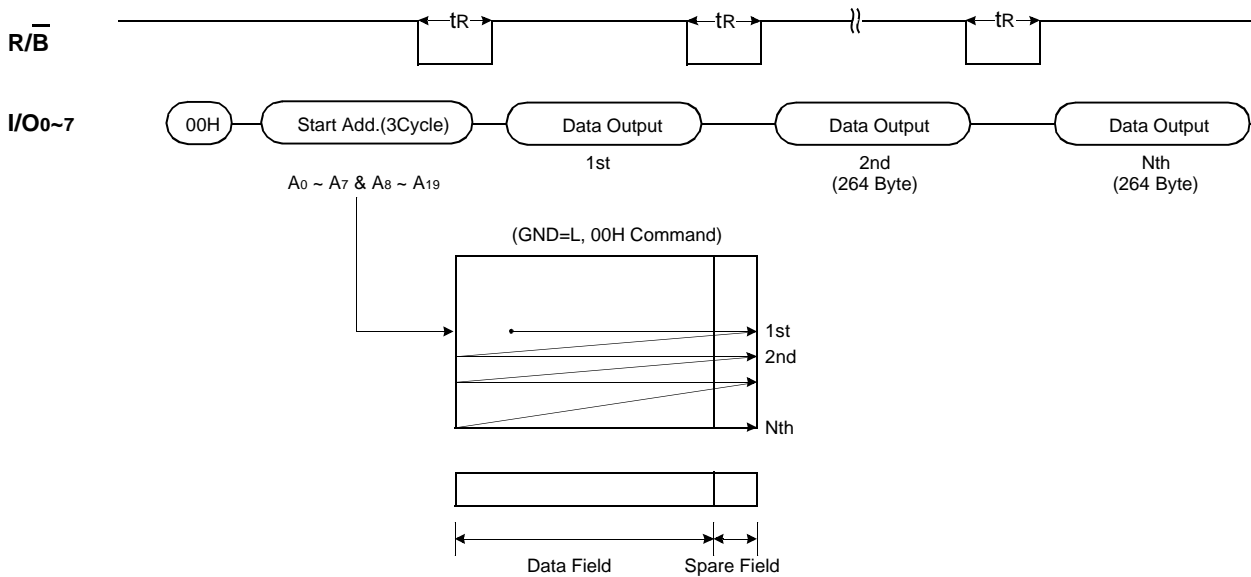 R/B
tR
tR
tR
I/O0~7
00H
Start Add.(3Cycle)
Data Output
Data Output
Data Output
1st
2nd
(264 Byte)
Nth
(264 Byte)
A0 ~ A7 & A8 ~ A19
(GND=L, 00H Command)
1st
2nd
Nth
Data Field
Spare Field